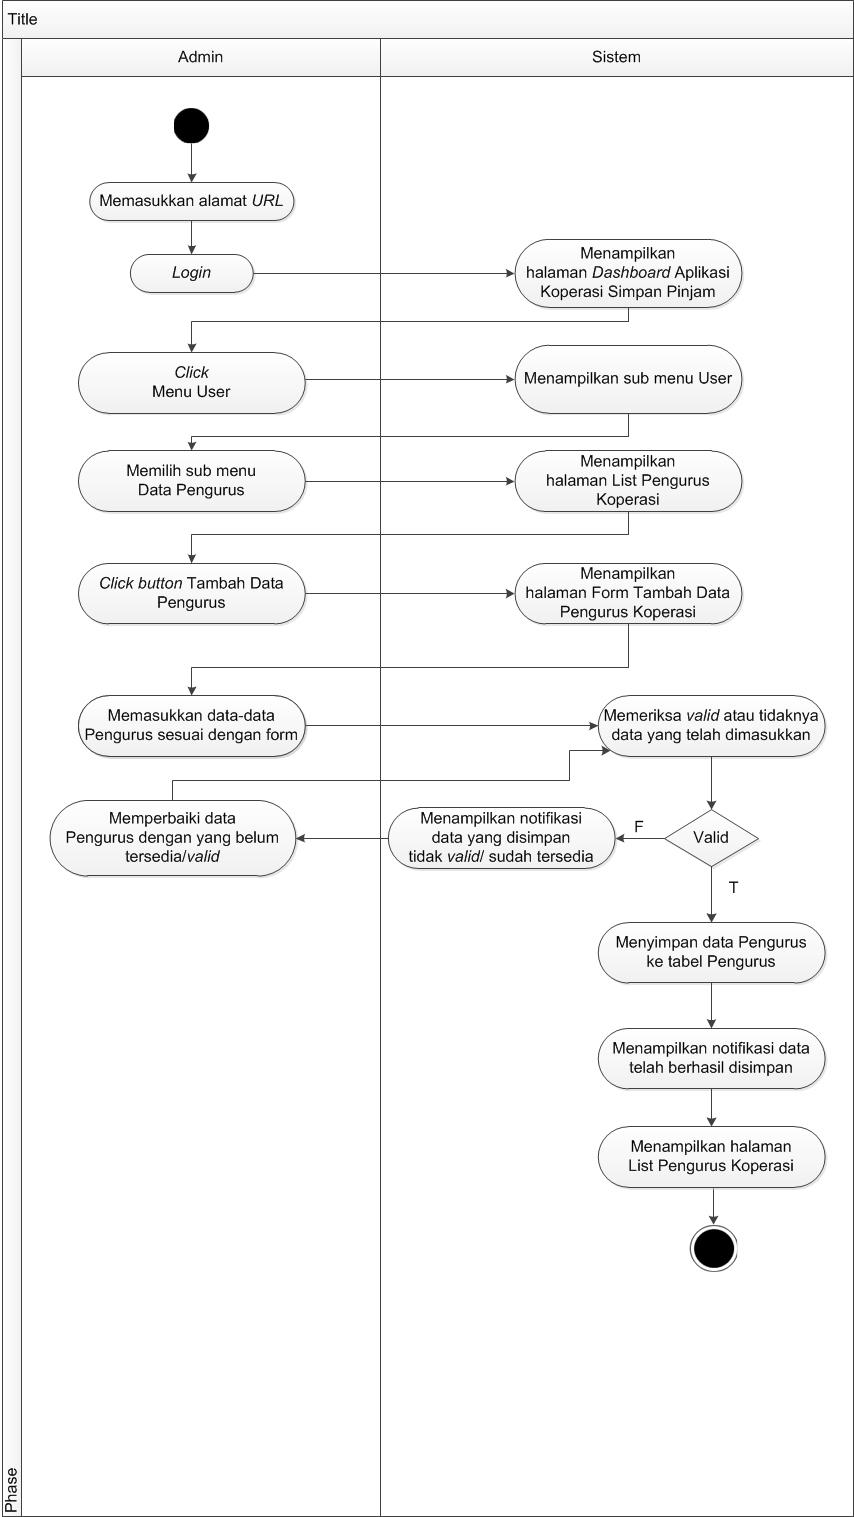 Title
Admin
Sistem
Memasukkan alamat URL
Login
Menampilkan
halaman Dashboard Aplikasi
Koperasi Simpan Pinjam
Click
Menu User
Menampilkan sub menu User
Memilih sub menu
Data Pengurus
Menampilkan
halaman List Pengurus
Koperasi
Click button Tambah Data
Pengurus
Menampilkan
halaman Form Tambah Data
Pengurus Koperasi
Memasukkan data-data
Pengurus sesuai dengan form
Memeriksa valid atau tidaknya
data yang telah dimasukkan
Valid
F
Menampilkan notifikasi
data yang disimpan
tidak valid/ sudah tersedia
Memperbaiki data
Pengurus dengan yang belum
tersedia/valid
T
Menyimpan data Pengurus
ke tabel Pengurus
Menampilkan notifikasi data
telah berhasil disimpan
Menampilkan halaman
List Pengurus Koperasi
Phase